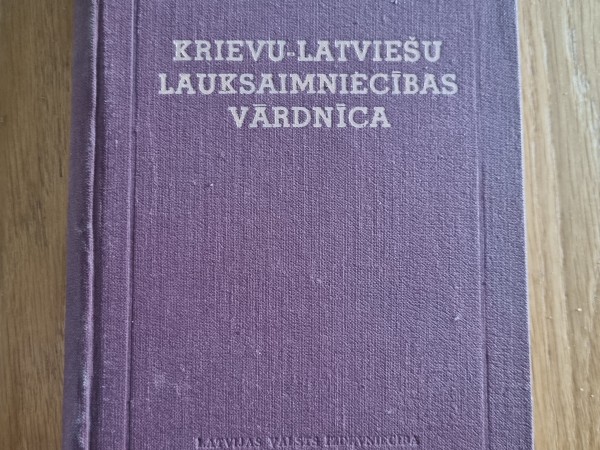 KRIEVU-LATVIEŠU
LAUKSAIMNIECĪBAS
VĀRDNĪCA
LATVIJAS VALSTS IZDEVNIECĪBA